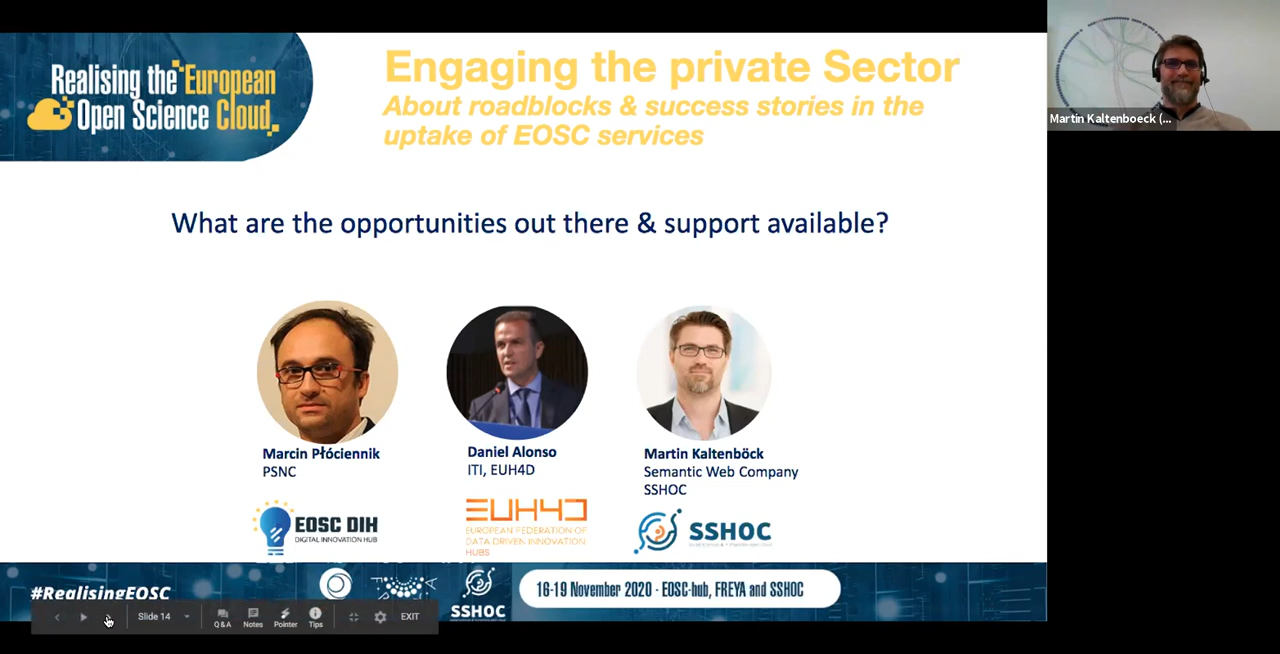 Realising the European
Open Science Cloud
Engaging the private Sector
About roadblocks & success stories in the
uptake of EOSC services
Martin Kaltenboeck (...
What are the opportunities out there & support available?
Marcin Płóciennik
PSNC
Daniel Alonso
ITI, EUH4D
Martin Kaltenböck
Semantic Web Company
SSHOC
EOSC DIH
DIGITAL INNOVATION HUB
EUH4D
EUROPEAN FEDERATION OF
DATA DRIVEN INNOVATION
HUBS
SSHOC
#RealisingEOSC
SSHOC
16-19 November 2020 - EOSC-hub, FREYA and SSHOC
Slide 14
Q&A
Notes
Pointer
Tips
EXIT